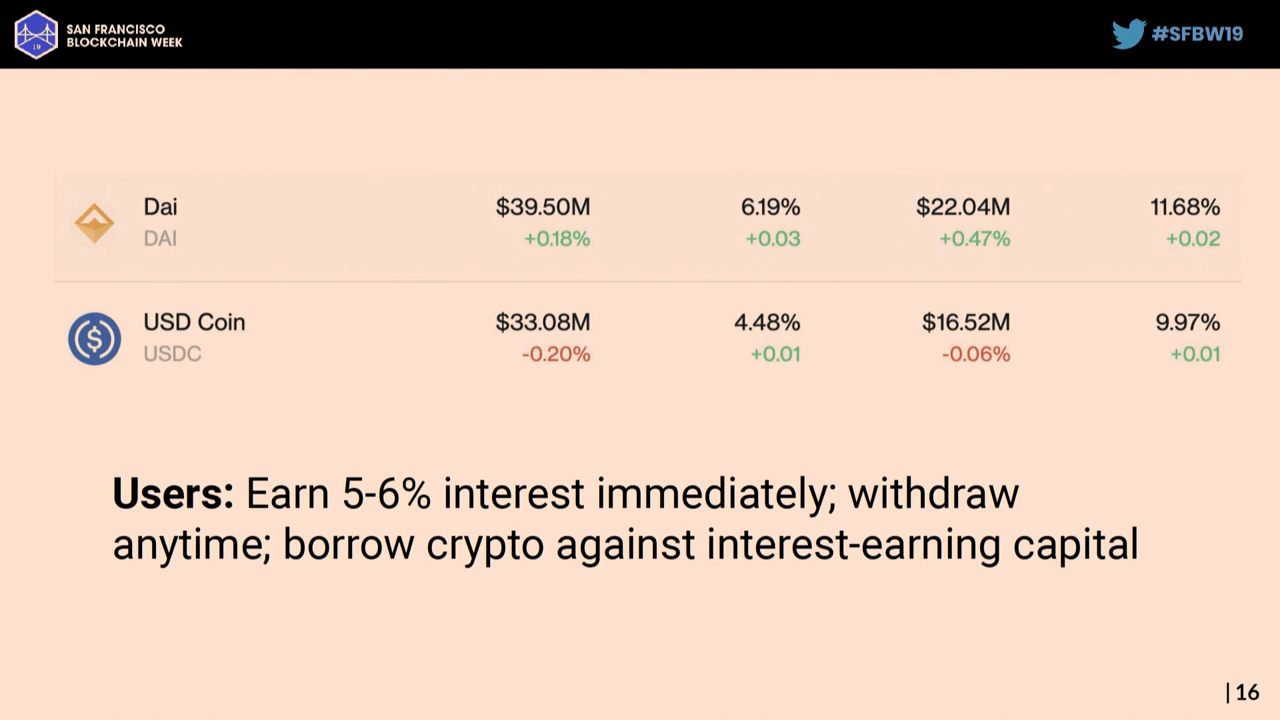 SAN FRANCISCO
BLOCKCHAIN WEEK
19
#SFBW19
Dai $39.50M 6.19% $22.04M 11.68%
DAI +0.18% +0.03 +0.47% +0.02
USD Coin $33.08M 4.48% $16.52M 9.97%
USDC -0.20% +0.01 -0.06% +0.01
Users: Earn 5-6% interest immediately; withdraw
anytime; borrow crypto against interest-earning capital
| 16